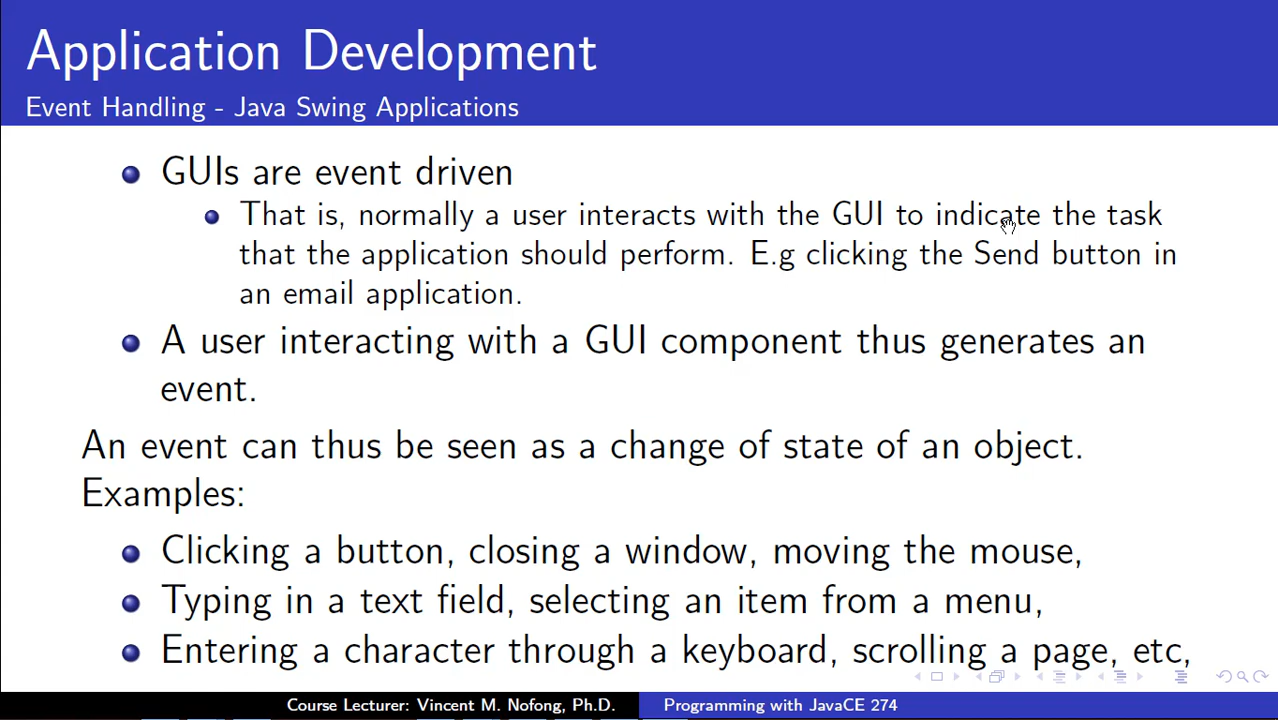 Application Development
Event Handling - Java Swing Applications
GUIs are event driven
That is, normally a user interacts with the GUI to indicate the task
that the application should perform. E.g clicking the Send button in
an email application.
A user interacting with a GUI component thus generates an
event.
An event can thus be seen as a change of state of an object.
Examples:
Clicking a button, closing a window, moving the mouse,
Typing in a text field, selecting an item from a menu,
Entering a character through a keyboard, scrolling a page, etc,
Course Lecturer: Vincent M. Nofong, Ph.D. Programming with JavaCE 274